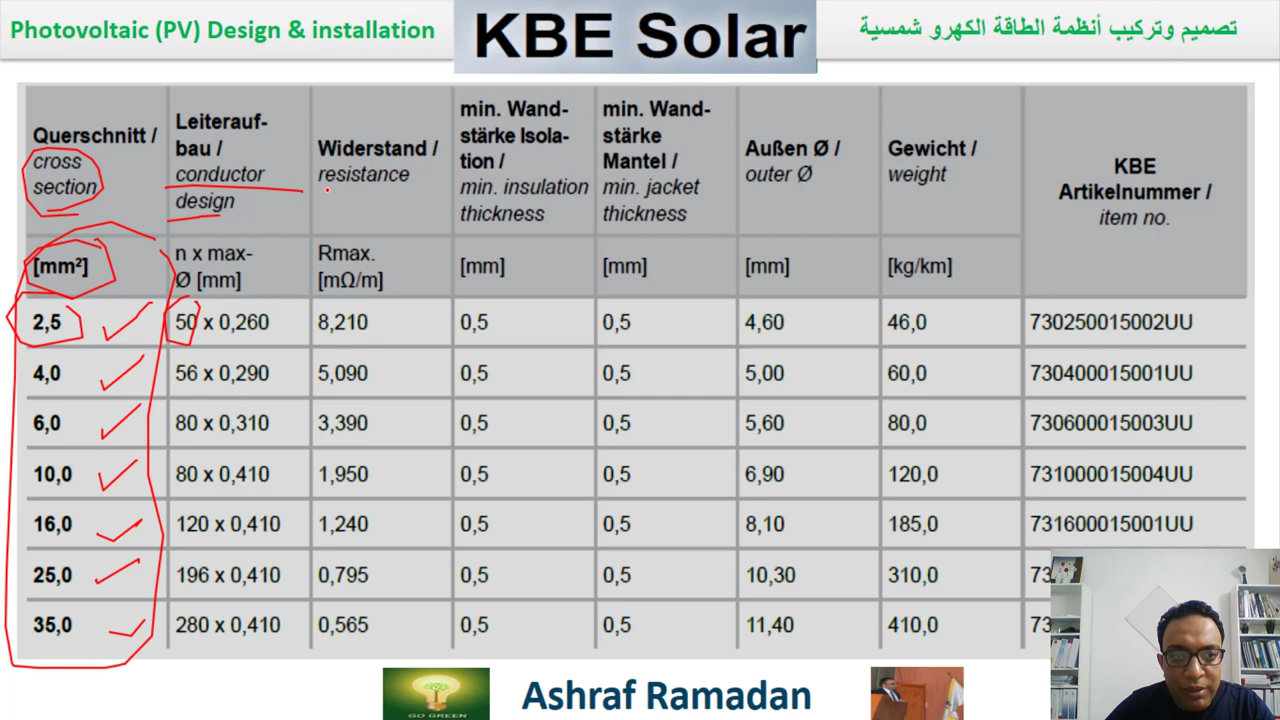 Photovoltaic (PV) Design & installation
KBE Solar
تصميم وتركيب أنظمة الطاقة الكهرو شمسية
Querschnitt /
cross
section
Leiterauf-
bau /
conductor
design
Widerstand /
resistance
min. Wand-
stärke Isola-
tion /
min. insulation
thickness
min. Wand-
stärke
Mantel /
min. jacket
thickness
Außen Ø /
outer Ø
Gewicht /
weight
KBE
Artikelnummer /
item no.
[mm²]
n x max-
Ø [mm]
Rmax.
[mΩ/m]
[mm]
[mm]
[mm]
[kg/km]
2,5 50 x 0,260 8,210 0,5 0,5 4,60 46,0 730250015002UU
4,0 56 x 0,290 5,090 0,5 0,5 5,00 60,0 730400015001UU
6,0 80 x 0,310 3,390 0,5 0,5 5,60 80,0 730600015003UU
10,0 80 x 0,410 1,950 0,5 0,5 6,90 120,0 731000015004UU
16,0 120 x 0,410 1,240 0,5 0,5 8,10 185,0 731600015001UU
25,0 196 x 0,410 0,795 0,5 0,5 10,30 310,0 73
35,0 280 x 0,410 0,565 0,5 0,5 11,40 410,0 73
GO GREEN
Ashraf Ramadan